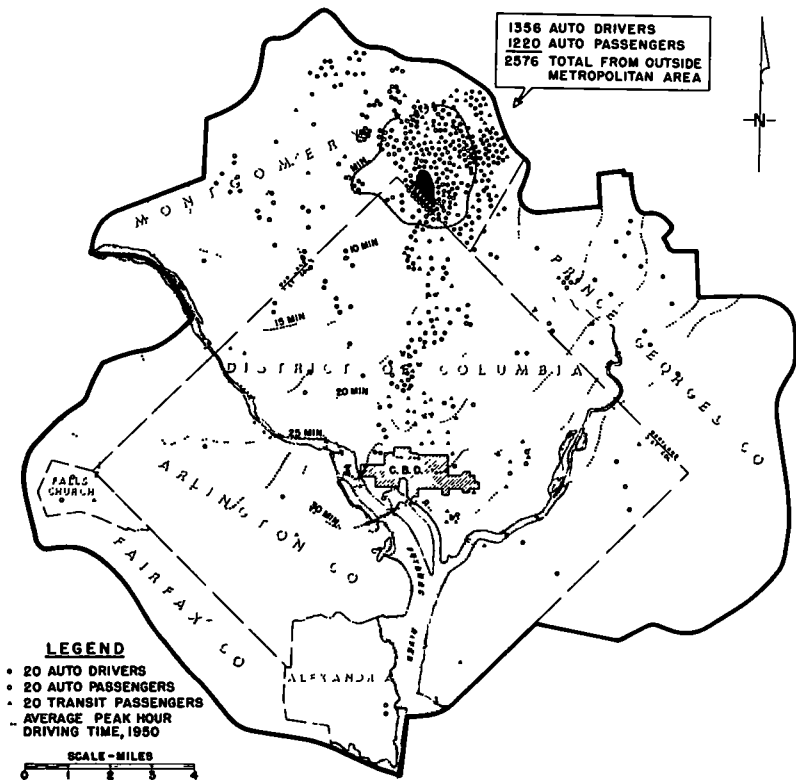 1356 AUTO DRIVERS
1220 AUTO PASSENGERS
2576 TOTAL FROM OUTSIDE
METROPOLITAN AREA
N
MONTGOMERY
MIN
10 MIN
PRINCE GEORGES CO
15 MIN
DISTRICT OF COLUMBIA
20 MIN
25 MIN
C.B.D.
FALLS
CHURCH
ARLINGTON CO
30 MIN.
FAIRFAX CO
RIVER
ALEXANDRIA
LEGEND
20 AUTO DRIVERS
20 AUTO PASSENGERS
20 TRANSIT PASSENGERS
AVERAGE PEAK HOUR
DRIVING TIME, 1950
SCALE-MILES
0 1 2 3 4